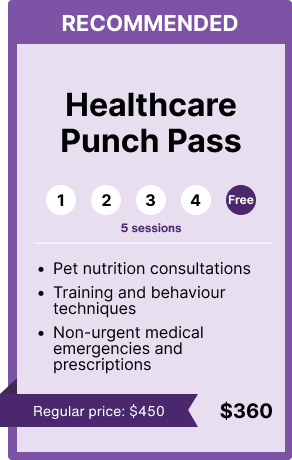 RECOMMENDED
Healthcare
Punch Pass
1 2 3 4 Free
5 sessions
• Pet nutrition consultations
• Training and behaviour
techniques
• Non-urgent medical
emergencies and
prescriptions
Regular price: $450 $360